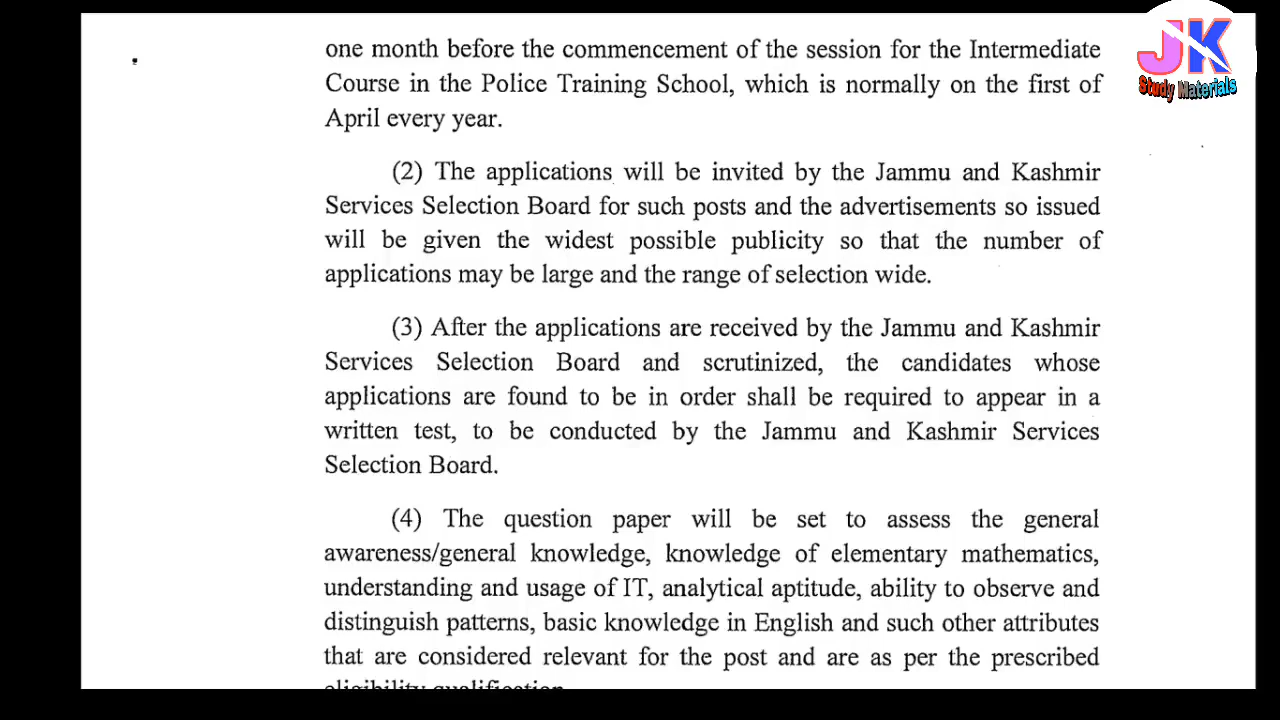 one month before the commencement of the session for the Intermediate
Course in the Police Training School, which is normally on the first of
April every year.
(2) The applications will be invited by the Jammu and Kashmir
Services Selection Board for such posts and the advertisements so issued
will be given the widest possible publicity so that the number of
applications may be large and the range of selection wide.
(3) After the applications are received by the Jammu and Kashmir
Services Selection Board and scrutinized, the candidates whose
applications are found to be in order shall be required to appear in a
written test, to be conducted by the Jammu and Kashmir Services
Selection Board.
(4) The question paper will be set to assess the general
awareness/general knowledge, knowledge of elementary mathematics,
understanding and usage of IT, analytical aptitude, ability to observe and
distinguish patterns, basic knowledge in English and such other attributes
that are considered relevant for the post and are as per the prescribed
eligibility qualification.
JK
Study Materials